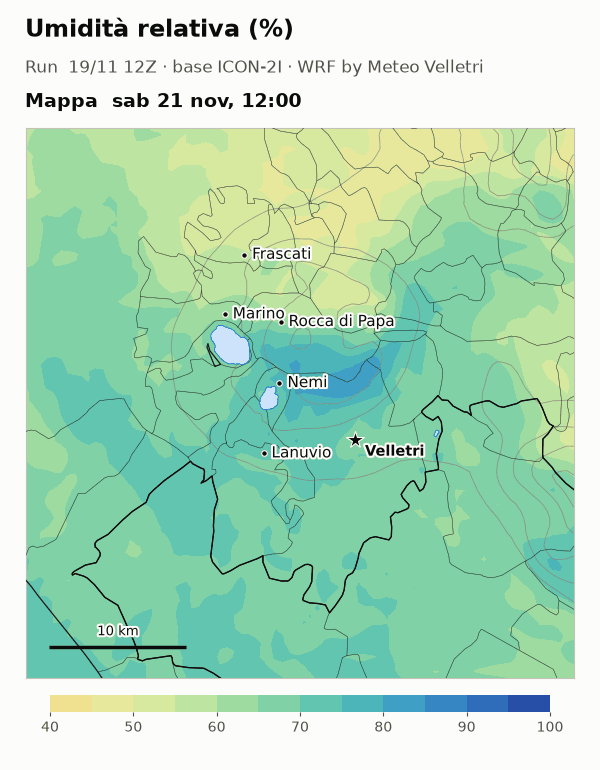 Umidità relativa (%)
Run  19/11 12Z · base ICON-2I · WRF by Meteo Velletri
Mappa  sab 21 nov, 12:00
Frascati
Marino
Rocca di Papa
Nemi
Velletri
Lanuvio
10 km
40 50 60 70 80 90 100